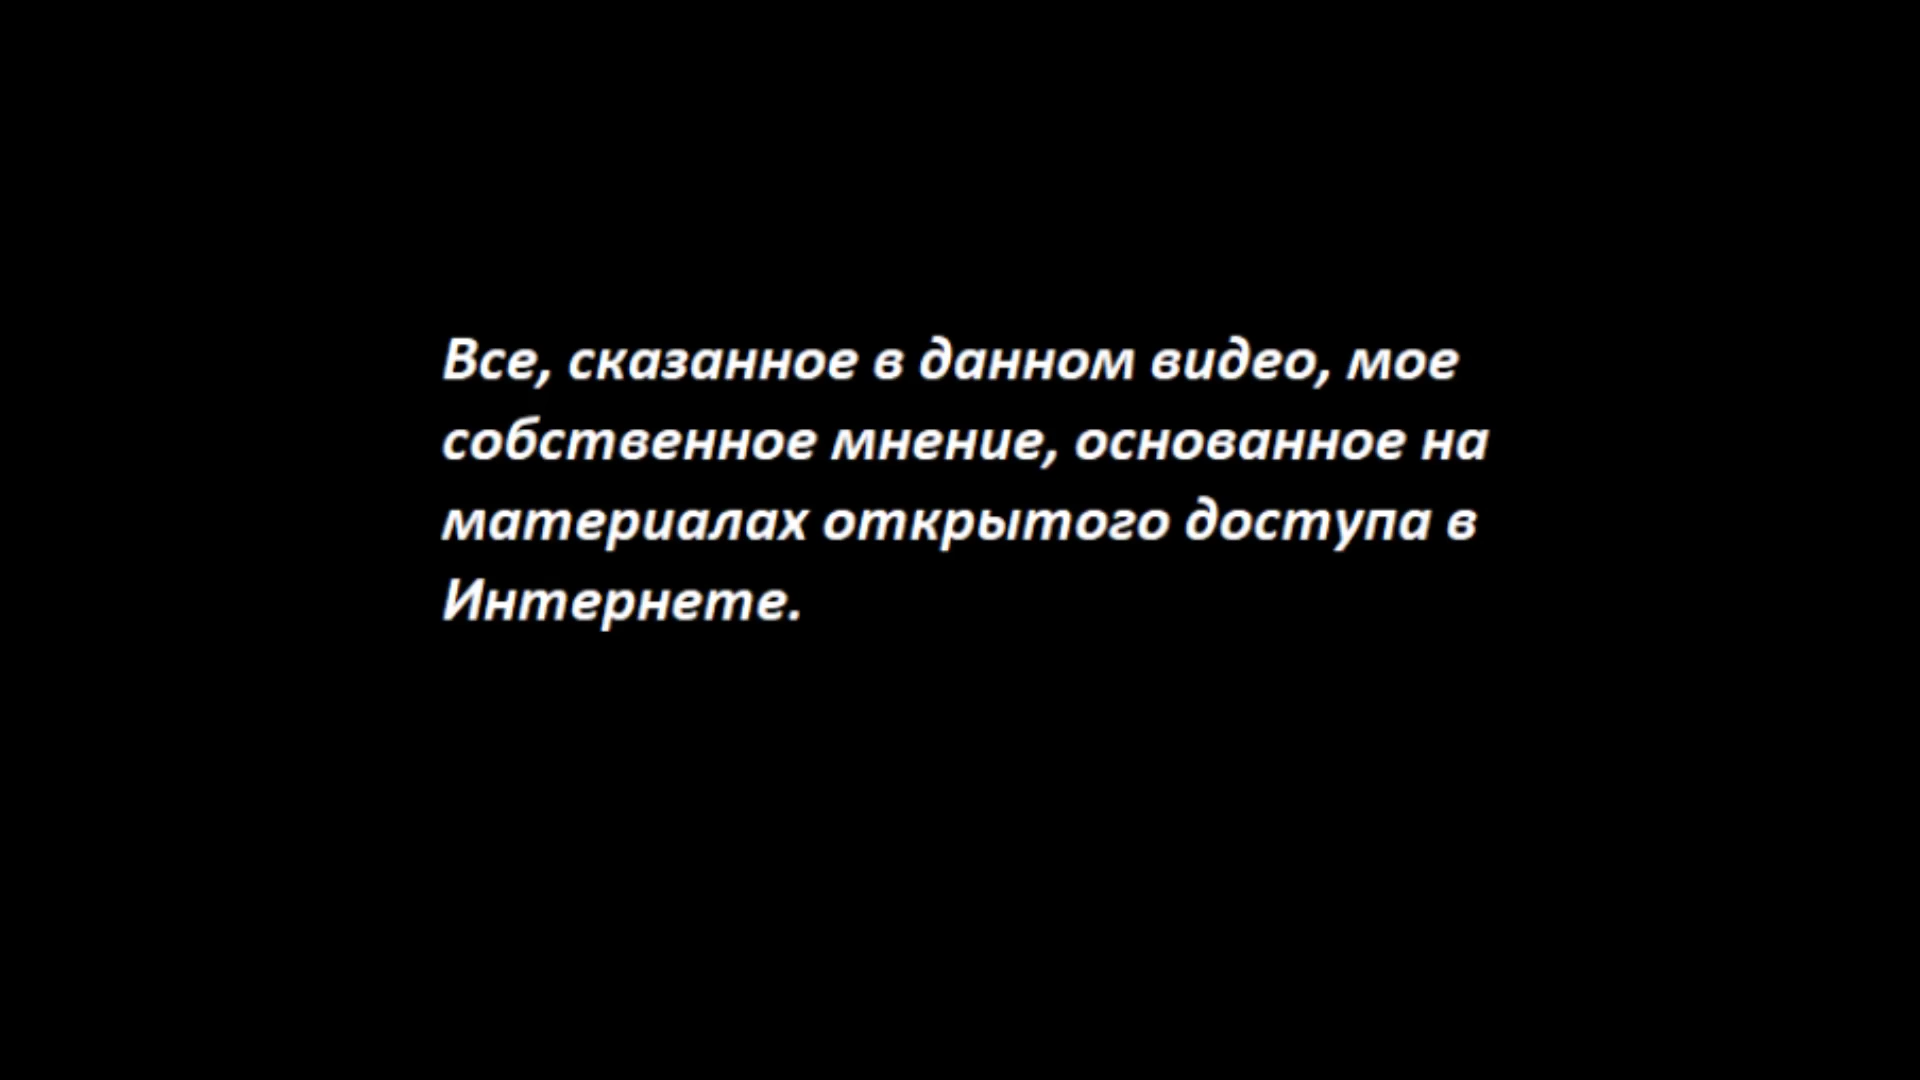 Все, сказанное в данном видео, мое
собственное мнение, основанное на
материалах открытого доступа в
Интернете.